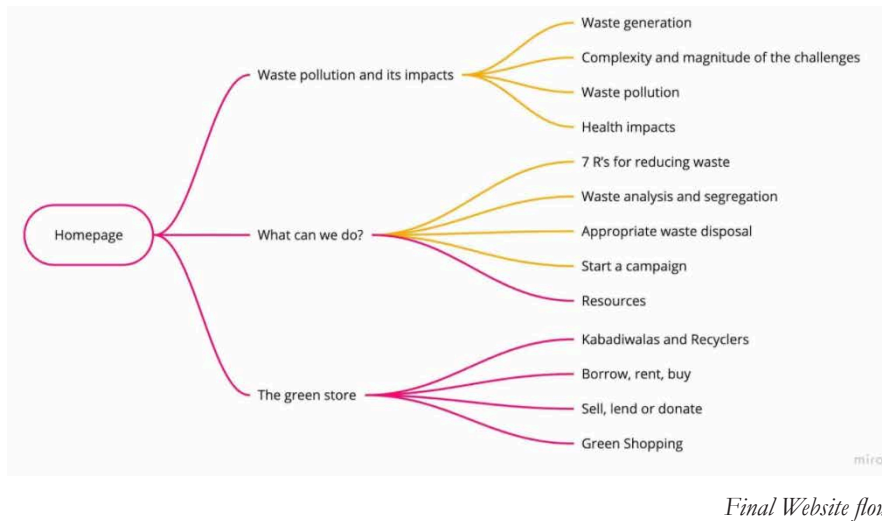 Waste generation
Complexity and magnitude of the challenges
Waste pollution
Health impacts
Waste pollution and its impacts
7 R's for reducing waste
Waste analysis and segregation
Appropriate waste disposal
Start a campaign
Resources
Homepage
What can we do?
Kabadiwalas and Recyclers
Borrow, rent, buy
Sell, lend or donate
Green Shopping
The green store
miro
Final Website